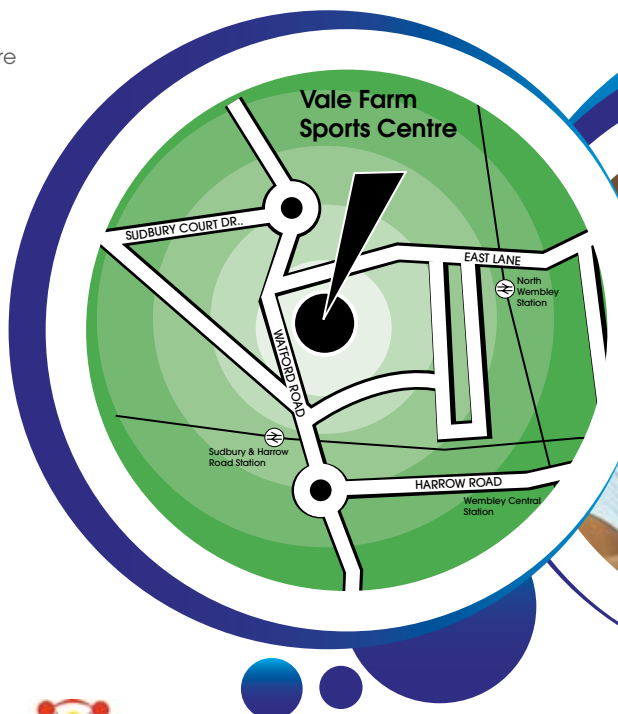 re
Vale Farm
Sports Centre
SUDBURY COURT DR..
EAST LANE
North
Wembley
Station
WATFORD ROAD
Sudbury & Harrow
Road Station
HARROW ROAD
Wembley Central
Station